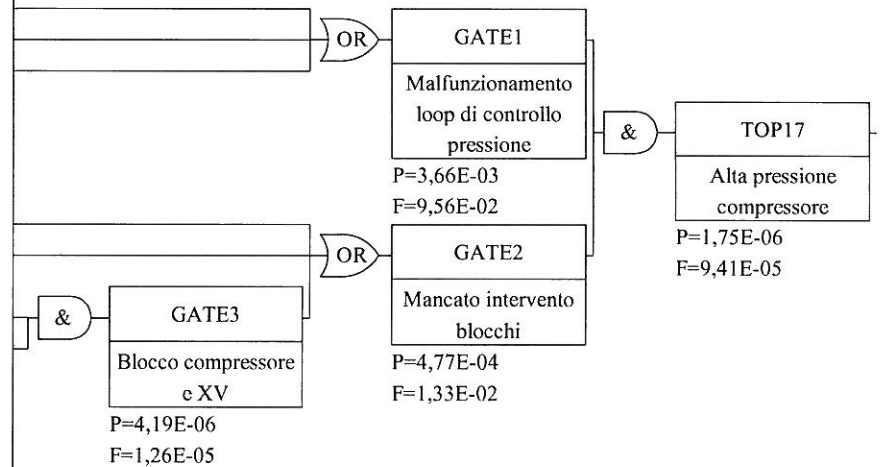 OR
GATE1
Malfunzionamento
loop di controllo
pressione
P=3,66E-03
F=9,56E-02
&
TOP17
Alta pressione
compressore
P=1,75E-06
F=9,41E-05
OR
GATE2
Mancato intervento
blocchi
P=4,77E-04
F=1,33E-02
&
GATE3
Blocco compressore
e XV
P=4,19E-06
F=1,26E-05